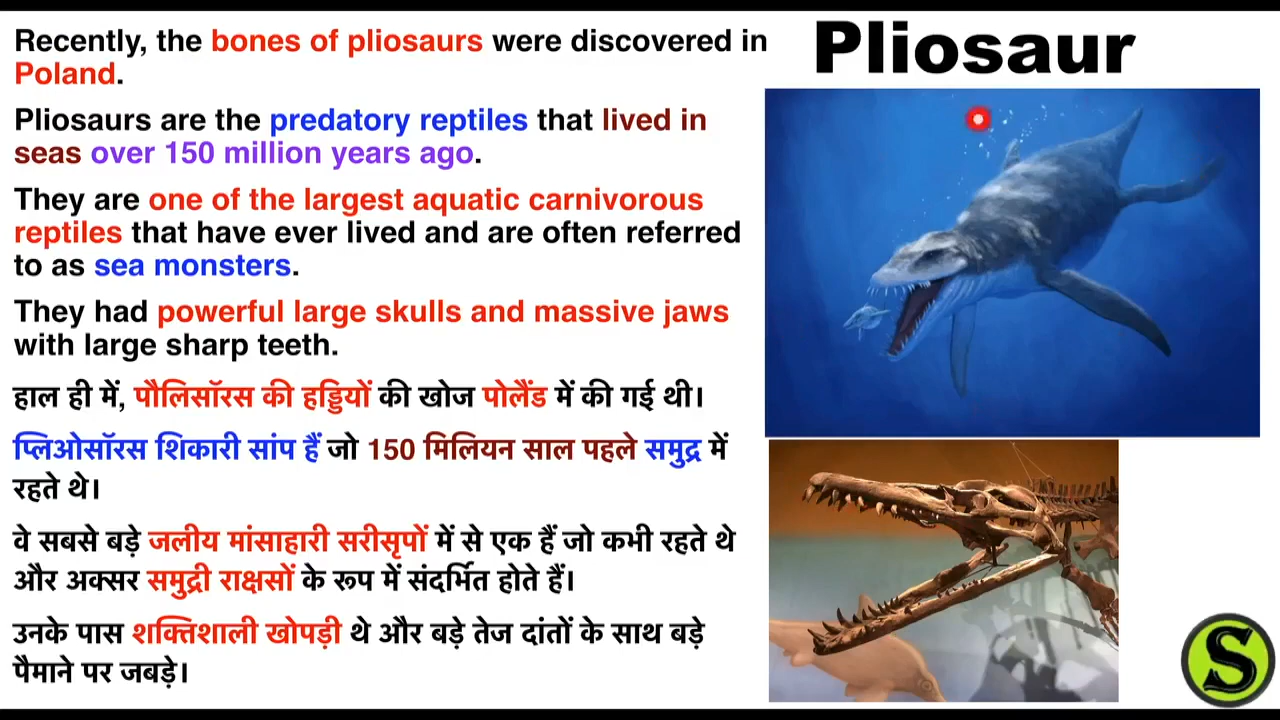 Pliosaur
Recently, the bones of pliosaurs were discovered in
Poland.
Pliosaurs are the predatory reptiles that lived in
seas over 150 million years ago.
They are one of the largest aquatic carnivorous
reptiles that have ever lived and are often referred
to as sea monsters.
They had powerful large skulls and massive jaws
with large sharp teeth.
हाल ही में, पौलिसॉरस की हड्डियों की खोज पोलैंड में की गई थी।
प्लिओसॉरस शिकारी सांप हैं जो 150 मिलियन साल पहले समुद्र में
रहते थे।
वे सबसे बड़े जलीय मांसाहारी सरीसृपों में से एक हैं जो कभी रहते थे
और अक्सर समुद्री राक्षसों के रूप में संदर्भित होते हैं।
उनके पास शक्तिशाली खोपड़ी थे और बड़े तेज दांतों के साथ बड़े
पैमाने पर जबड़े।
S